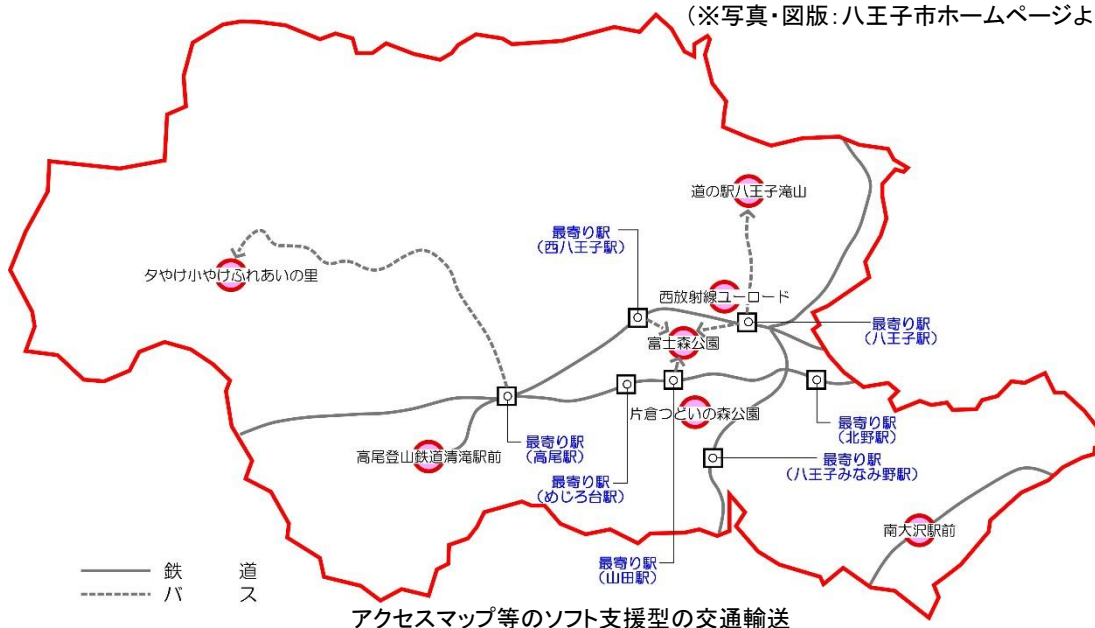 （※写真・図版：八王子市ホームページよ
道の駅八王子滝山
最寄り駅
（西八王子駅）
夕やけ小やけふれあいの里
西放射線ユーロード
最寄り駅
（八王子駅）
富士森公園
片倉つどいの森公園
最寄り駅
（北野駅）
高尾登山鉄道清滝駅前
最寄り駅
（高尾駅）
最寄り駅
（八王子みなみ野駅）
最寄り駅
（めじろ台駅）
南大沢駅前
最寄り駅
（山田駅）
鉄　道
バ　ス
アクセスマップ等のソフト支援型の交通輸送